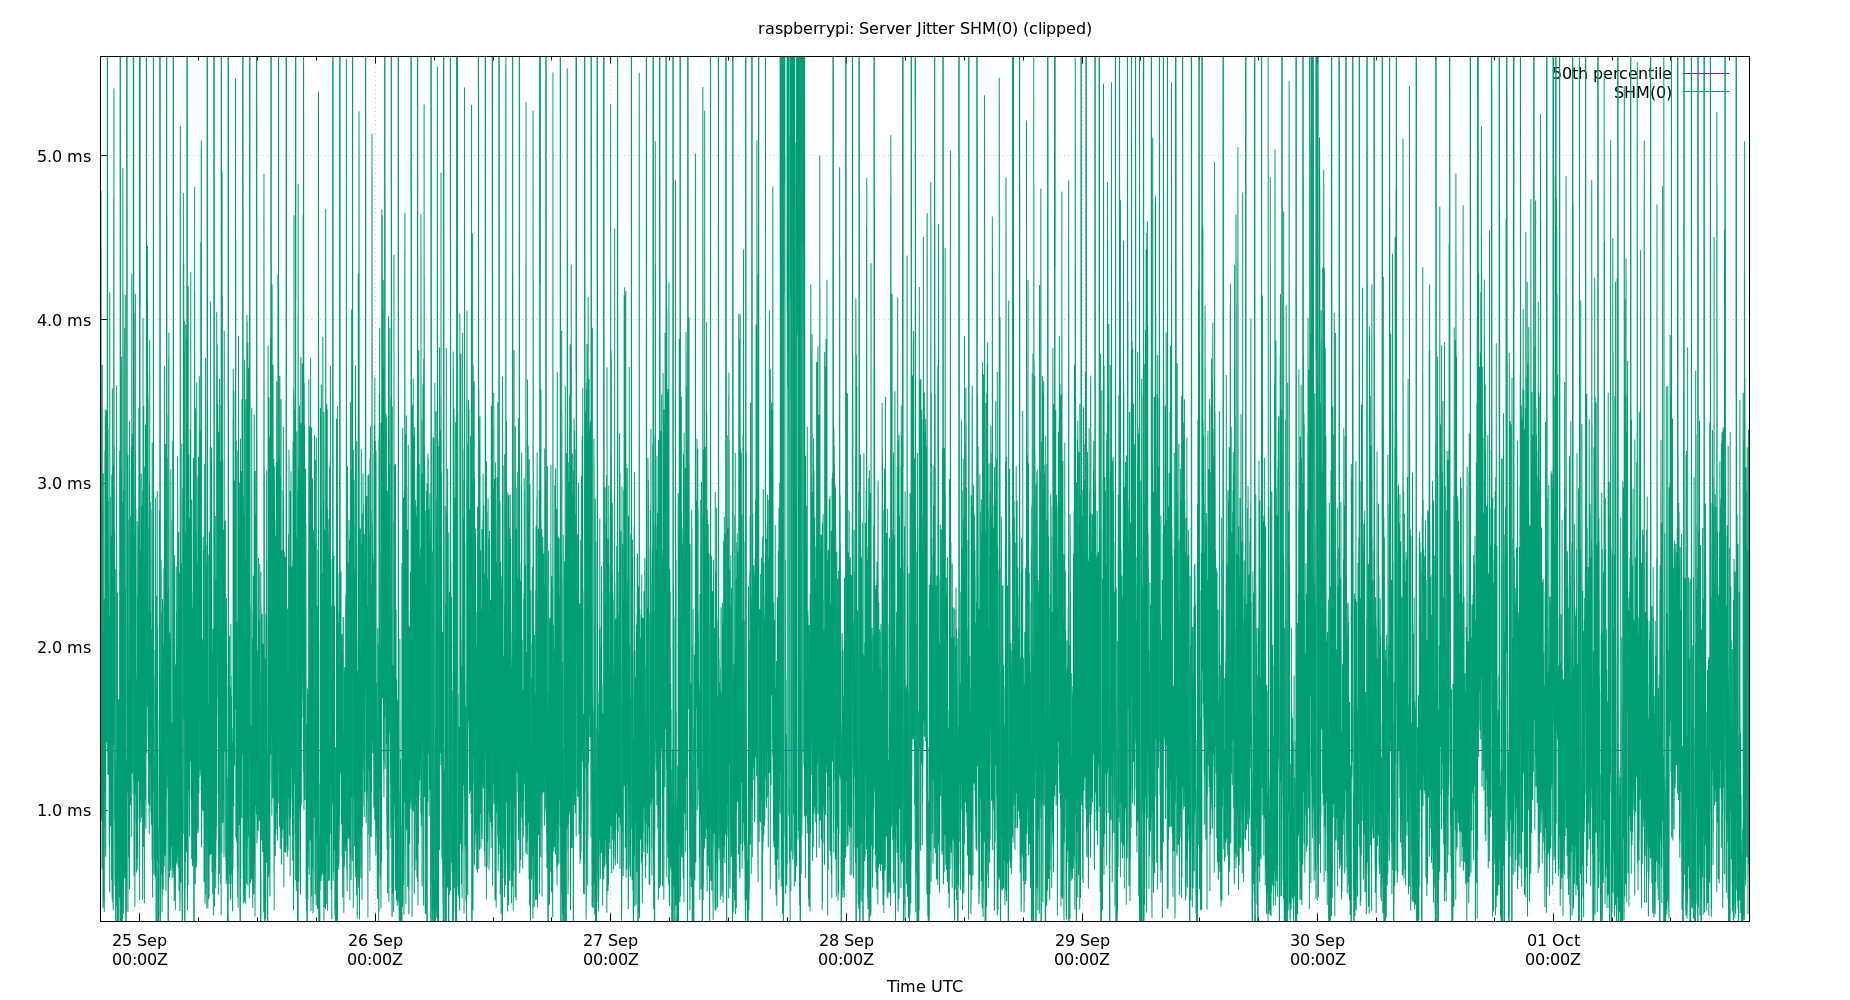 raspberrypi: Server Jitter SHM(0) (clipped)
50th percentile
SHM(0)
5.0 ms
4.0 ms
3.0 ms
2.0 ms
1.0 ms
25 Sep 26 Sep 27 Sep 28 Sep 29 Sep 30 Sep 01 Oct
00:00Z 00:00Z 00:00Z 00:00Z 00:00Z 00:00Z 00:00Z
Time UTC